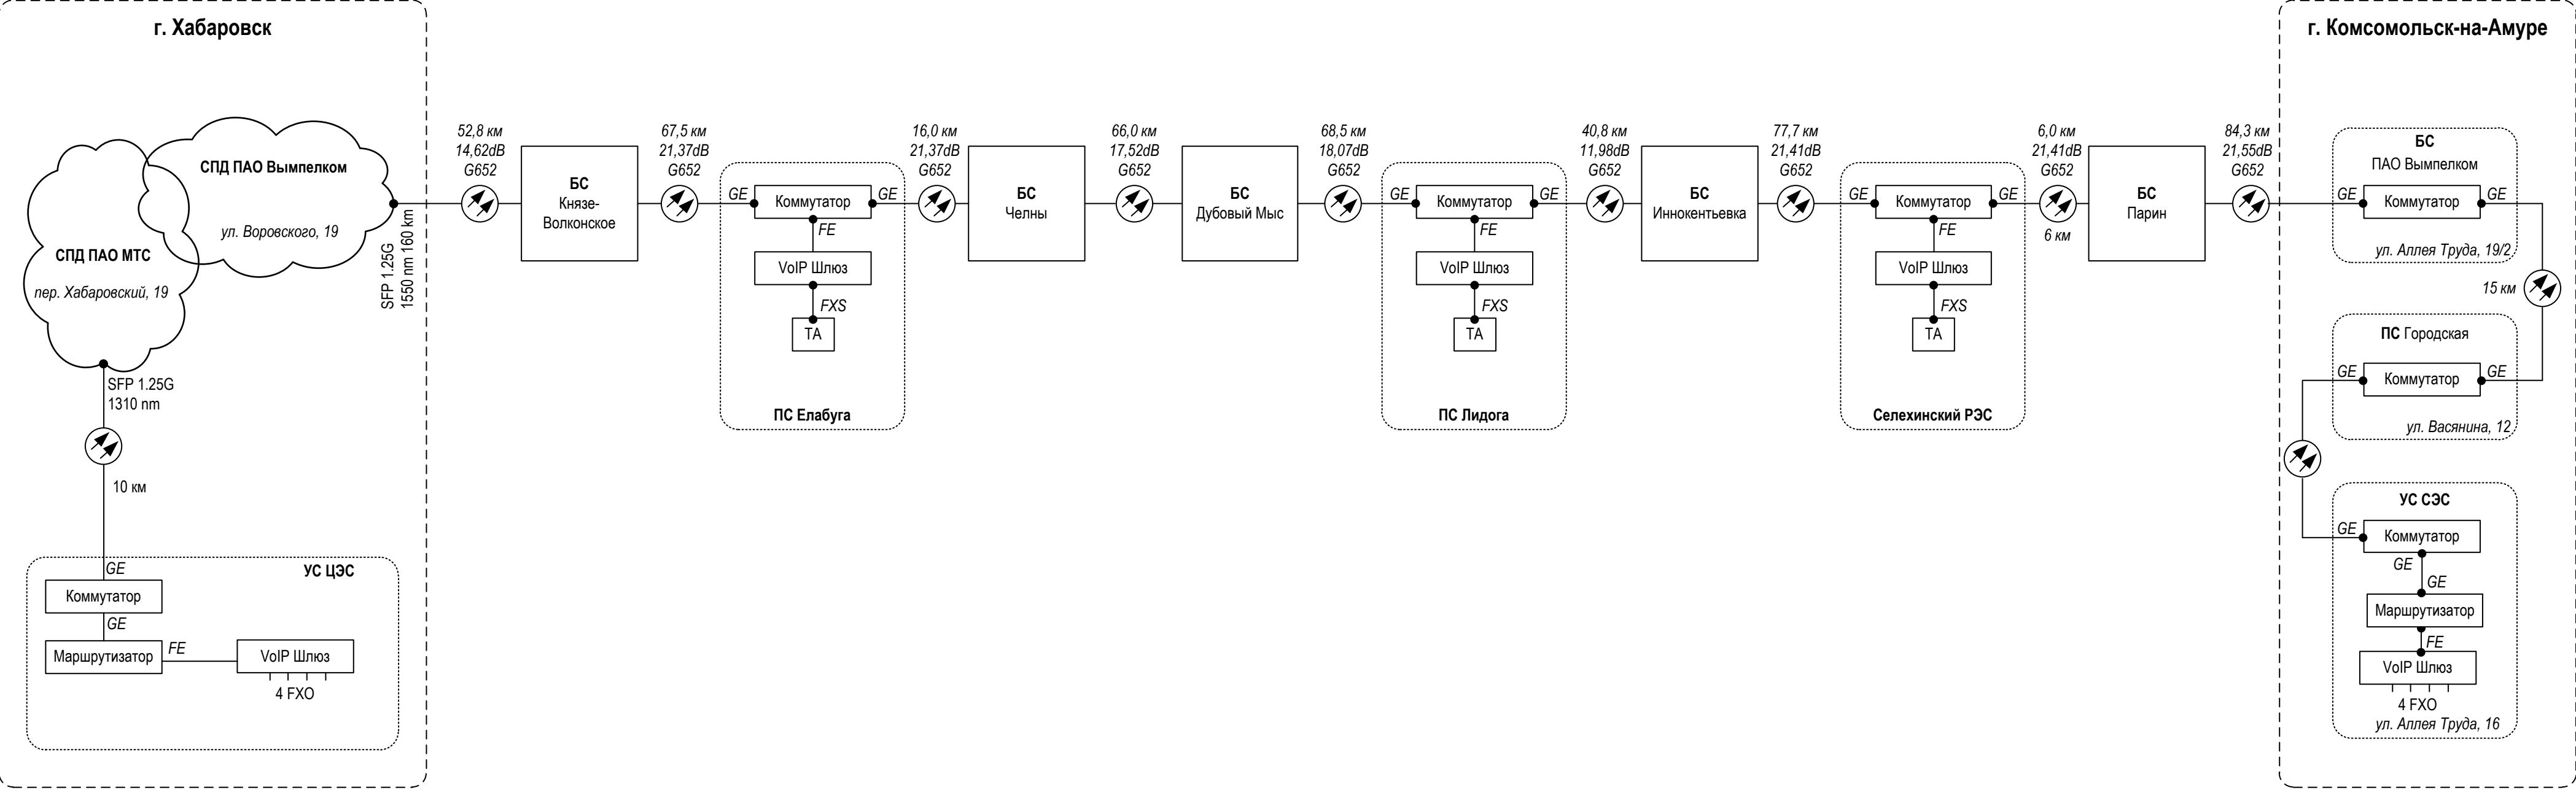 г. Хабаровск
СПД ПАО Вымпелком
ул. Воровского, 19
СПД ПАО МТС
пер. Хабаровский, 19
SFP 1.25G
1550 nm 160 km
SFP 1.25G
1310 nm
10 км
УС ЦЭС
GE
Коммутатор
GE
Маршрутизатор
FE
VoIP Шлюз
4 FXO
52,8 км
14,62dB
G652
БС
Князе-
Волконское
67,5 км
21,37dB
G652
GE
Коммутатор
GE
FE
VoIP Шлюз
FXS
ТА
ПС Елабуга
16,0 км
21,37dB
G652
БС
Челны
66,0 км
17,52dB
G652
БС
Дубовый Мыс
68,5 км
18,07dB
G652
GE
Коммутатор
GE
FE
VoIP Шлюз
FXS
ТА
ПС Лидога
40,8 км
11,98dB
G652
БС
Иннокентьевка
77,7 км
21,41dB
G652
GE
Коммутатор
GE
FE
VoIP Шлюз
FXS
ТА
Селехинский РЭС
6,0 км
21,41dB
G652
6 км
БС
Парин
84,3 км
21,55dB
G652
г. Комсомольск-на-Амуре
БС
ПАО Вымпелком
GE
Коммутатор
GE
ул. Аллея Труда, 19/2
15 км
ПС Городская
GE
Коммутатор
GE
ул. Васянина, 12
УС СЭС
GE
Коммутатор
GE
GE
Маршрутизатор
FE
VoIP Шлюз
4 FXO
ул. Аллея Труда, 16